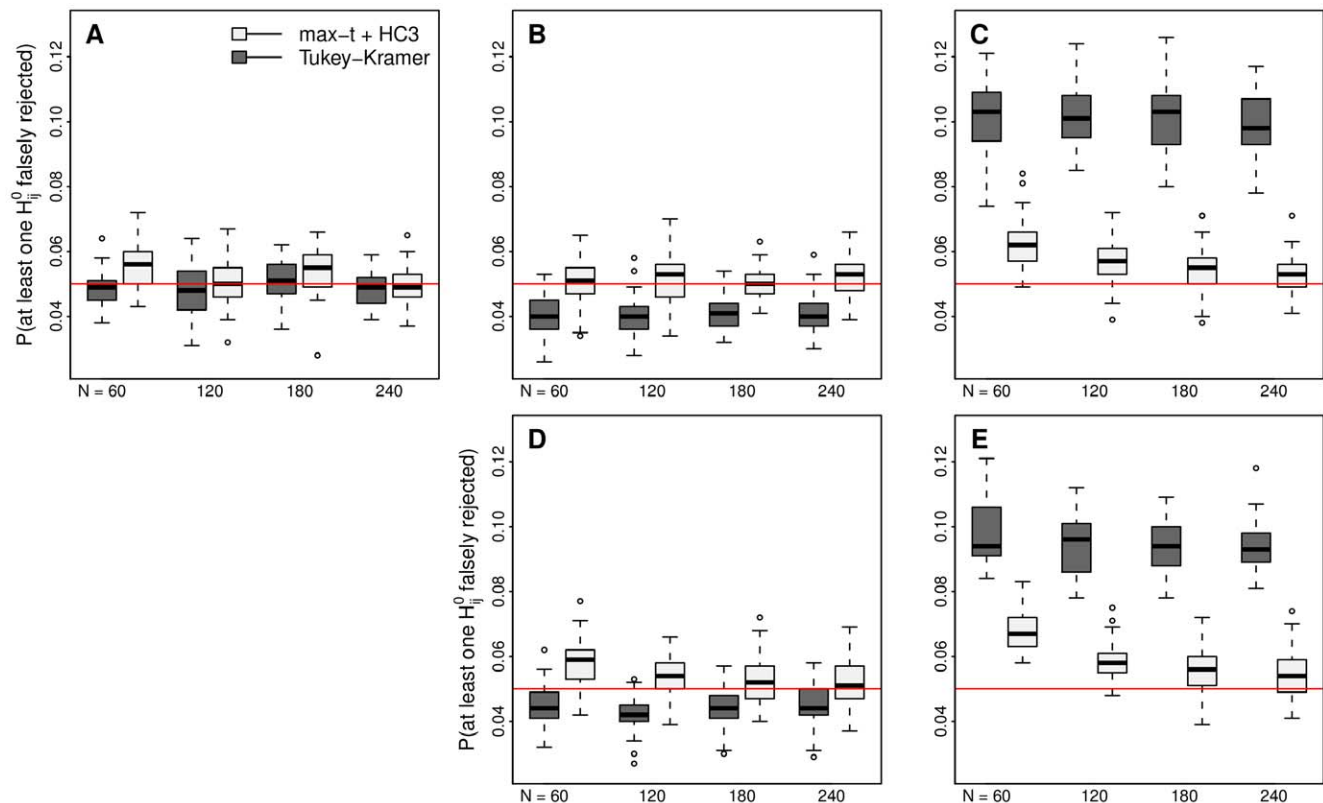 A
max−t + HC3
Tukey−Kramer
P(at least one H⁰ᵢⱼ falsely rejected)
0.04
0.06
0.08
0.10
0.12
N = 60
120
180
240
B
0.04
0.06
0.08
0.10
0.12
N = 60
120
180
240
C
0.04
0.06
0.08
0.10
0.12
N = 60
120
180
240
D
P(at least one H⁰ᵢⱼ falsely rejected)
0.04
0.06
0.08
0.10
0.12
N = 60
120
180
240
E
0.04
0.06
0.08
0.10
0.12
N = 60
120
180
240